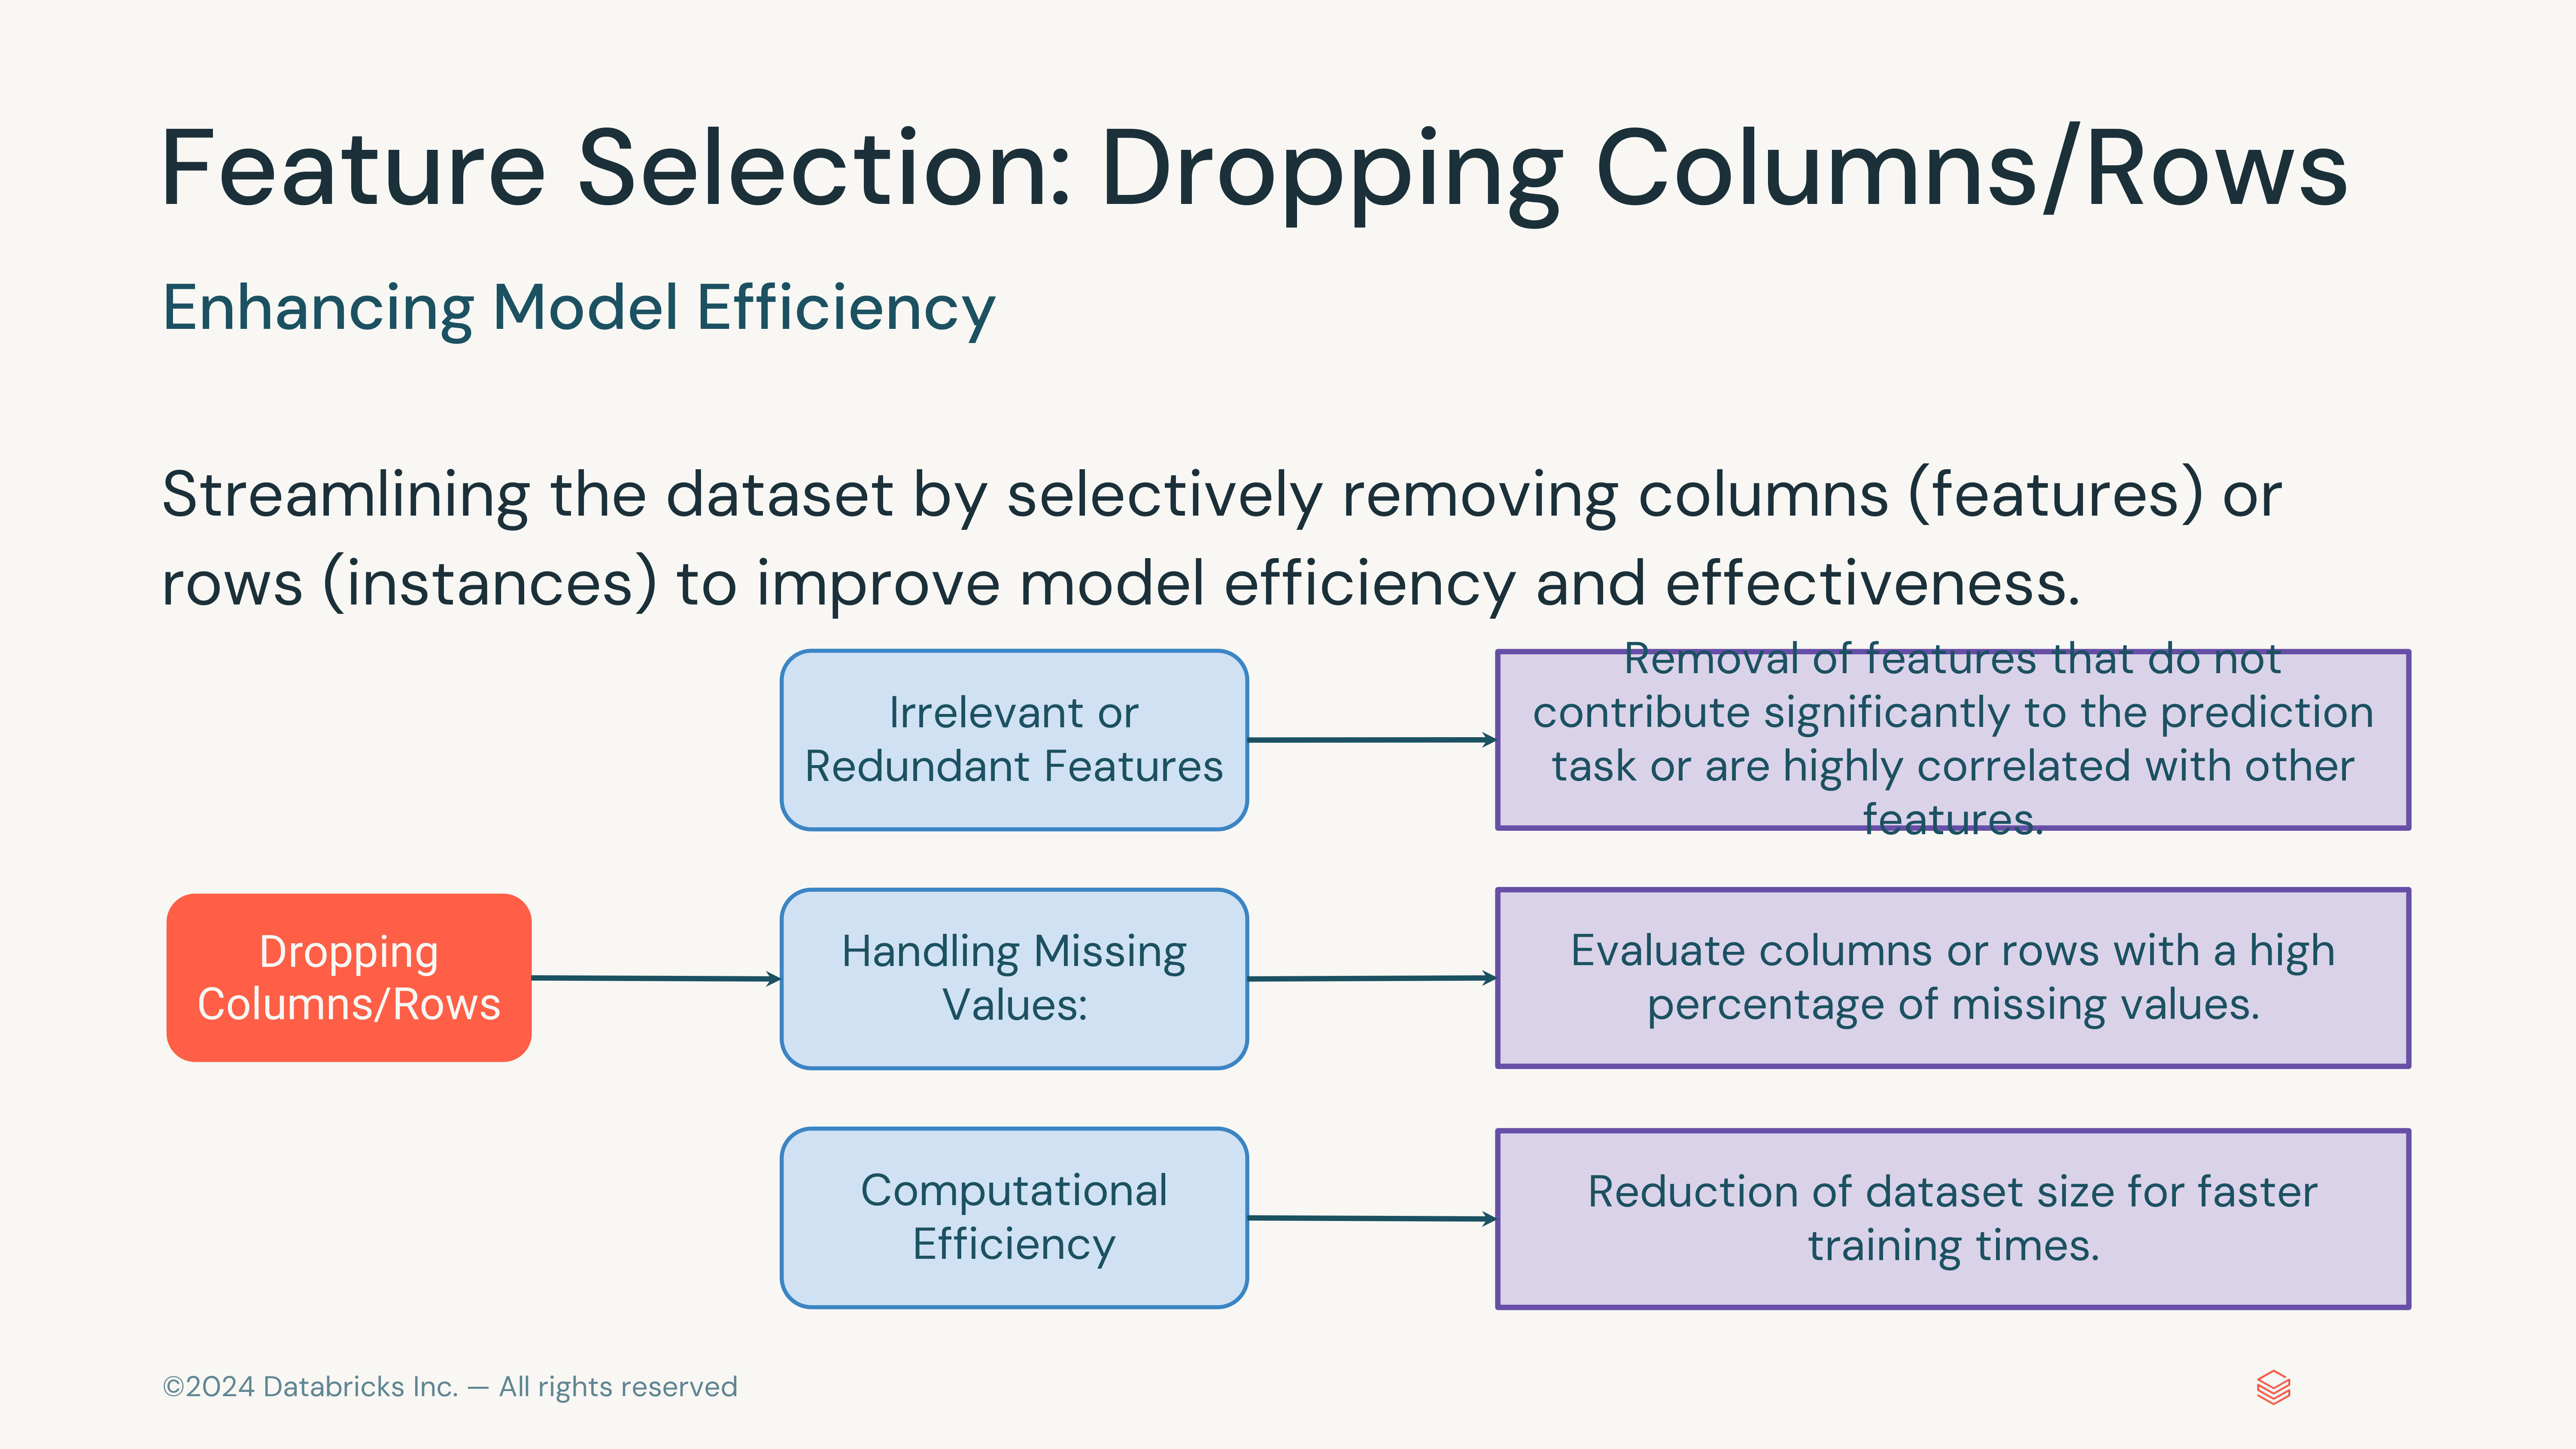 Feature Selection: Dropping Columns/Rows
Enhancing Model Efficiency
Streamlining the dataset by selectively removing columns (features) or
rows (instances) to improve model efficiency and effectiveness.
Irrelevant or
Redundant Features
Removal of features that do not
contribute significantly to the prediction
task or are highly correlated with other
features.
Dropping
Columns/Rows
Handling Missing
Values:
Evaluate columns or rows with a high
percentage of missing values.
Computational
Efficiency
Reduction of dataset size for faster
training times.
©2024 Databricks Inc. — All rights reserved